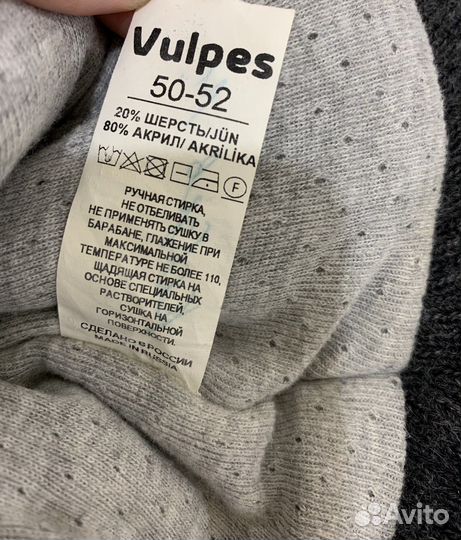 Vulpes
50-52
20% ШЕРСТЬ/JÜN
80% АКРИЛ/ AKRİLİKA
F
РУЧНАЯ СТИРКА,
НЕ ОТБЕЛИВАТЬ
НЕ ПРИМЕНЯТЬ СУШКУ В
БАРАБАНЕ, ГЛАЖЕНИЕ ПРИ
МАКСИМАЛЬНОЙ
ТЕМПЕРАТУРЕ НЕ БОЛЕЕ 110,
ЩАДЯЩАЯ СТИРКА НА
ОСНОВЕ СПЕЦИАЛЬНЫХ
РАСТВОРИТЕЛЕЙ,
СУШКА НА
ГОРИЗОНТАЛЬНОЙ
ПОВЕРХНОСТИ.
СДЕЛАНО В РОССИИ
MADE IN RUSSIA
Avito